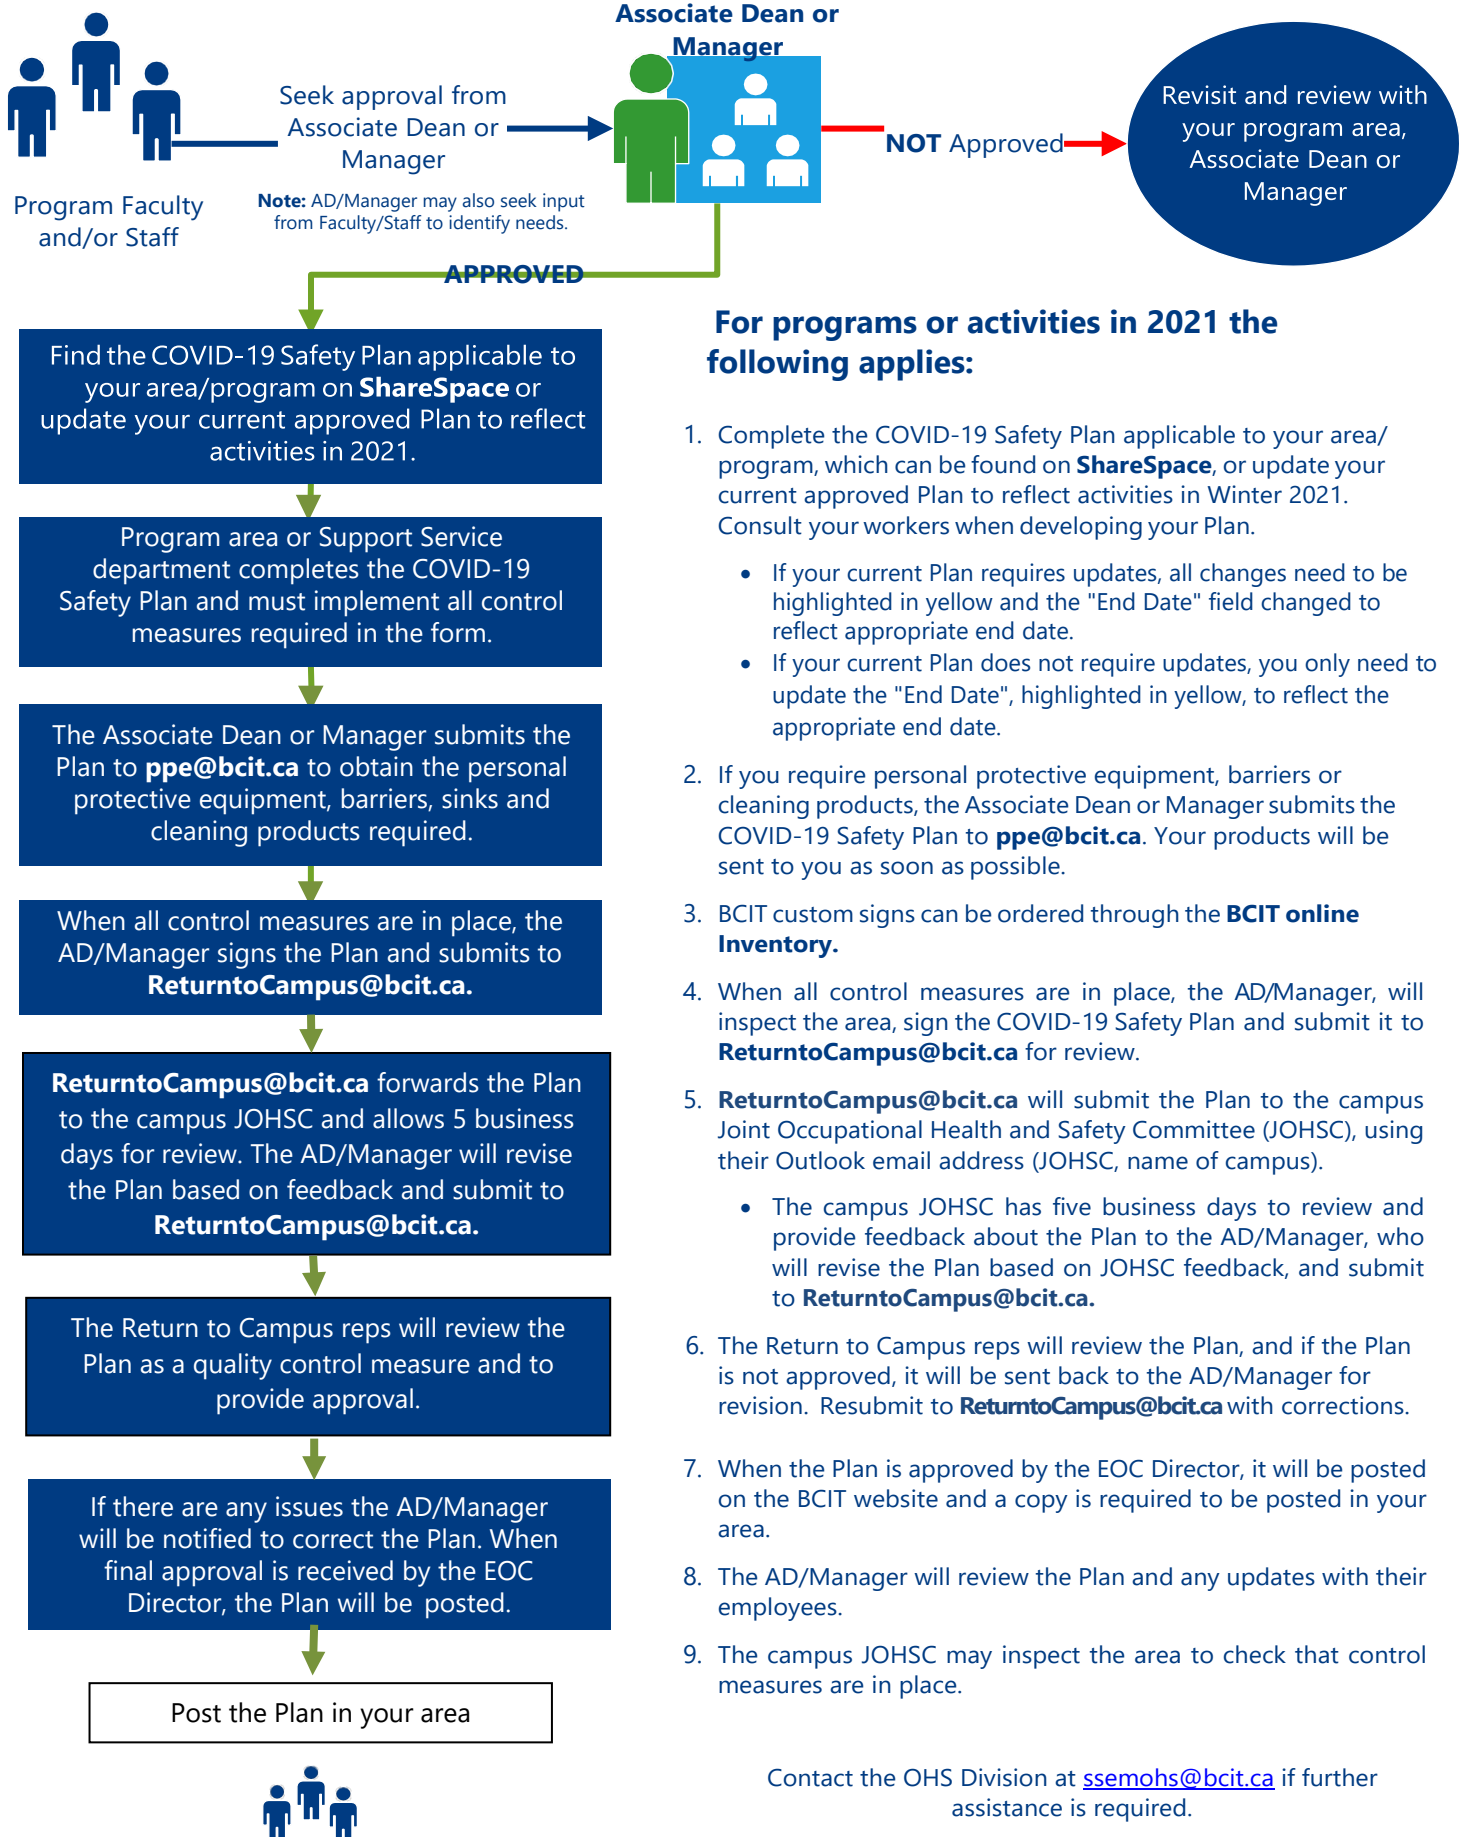 Associate Dean or
Manager
Seek approval from
Associate Dean or
Manager
Note: AD/Manager may also seek input
from Faculty/Staff to identify needs.
Program Faculty
and/or Staff
NOT Approved
Revisit and review with
your program area,
Associate Dean or
Manager
APPROVED
Find the COVID-19 Safety Plan applicable to
your area/program on ShareSpace or
update your current approved Plan to reflect
activities in 2021.
Program area or Support Service
department completes the COVID-19
Safety Plan and must implement all control
measures required in the form.
The Associate Dean or Manager submits the
Plan to ppe@bcit.ca to obtain the personal
protective equipment, barriers, sinks and
cleaning products required.
When all control measures are in place, the
AD/Manager signs the Plan and submits to
ReturntoCampus@bcit.ca.
ReturntoCampus@bcit.ca forwards the Plan
to the campus JOHSC and allows 5 business
days for review. The AD/Manager will revise
the Plan based on feedback and submit to
ReturntoCampus@bcit.ca.
The Return to Campus reps will review the
Plan as a quality control measure and to
provide approval.
If there are any issues the AD/Manager
will be notified to correct the Plan. When
final approval is received by the EOC
Director, the Plan will be posted.
Post the Plan in your area
For programs or activities in 2021 the
following applies:
1. Complete the COVID-19 Safety Plan applicable to your area/
program, which can be found on ShareSpace, or update your
current approved Plan to reflect activities in Winter 2021.
Consult your workers when developing your Plan.
• If your current Plan requires updates, all changes need to be
highlighted in yellow and the "End Date" field changed to
reflect appropriate end date.
• If your current Plan does not require updates, you only need to
update the "End Date", highlighted in yellow, to reflect the
appropriate end date.
2. If you require personal protective equipment, barriers or
cleaning products, the Associate Dean or Manager submits the
COVID-19 Safety Plan to ppe@bcit.ca. Your products will be
sent to you as soon as possible.
3. BCIT custom signs can be ordered through the BCIT online
Inventory.
4. When all control measures are in place, the AD/Manager, will
inspect the area, sign the COVID-19 Safety Plan and submit it to
ReturntoCampus@bcit.ca for review.
5. ReturntoCampus@bcit.ca will submit the Plan to the campus
Joint Occupational Health and Safety Committee (JOHSC), using
their Outlook email address (JOHSC, name of campus).
• The campus JOHSC has five business days to review and
provide feedback about the Plan to the AD/Manager, who
will revise the Plan based on JOHSC feedback, and submit
to ReturntoCampus@bcit.ca.
6. The Return to Campus reps will review the Plan, and if the Plan
is not approved, it will be sent back to the AD/Manager for
revision. Resubmit to ReturntoCampus@bcit.ca with corrections.
7. When the Plan is approved by the EOC Director, it will be posted
on the BCIT website and a copy is required to be posted in your
area.
8. The AD/Manager will review the Plan and any updates with their
employees.
9. The campus JOHSC may inspect the area to check that control
measures are in place.
Contact the OHS Division at ssemohs@bcit.ca if further
assistance is required.